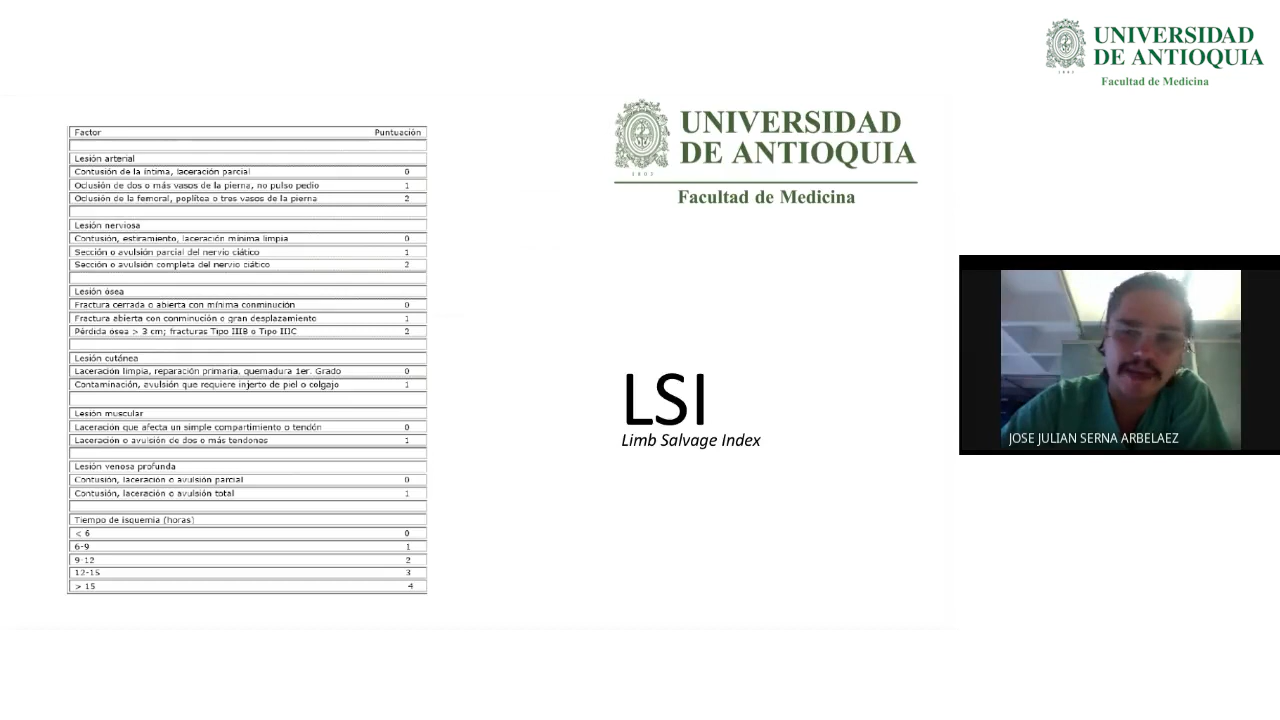 UNIVERSIDAD
DE ANTIOQUIA
1803
Facultad de Medicina
Factor Puntuación
Lesión arterial
Contusión de la íntima, laceración parcial 0
Oclusión de dos o más vasos de la pierna, no pulso pedio 1
Oclusión de la femoral, poplítea o tres vasos de la pierna 2
Lesión nerviosa
Contusión, estiramiento, laceración mínima limpia 0
Sección o avulsión parcial del nervio ciático 1
Sección o avulsión completa del nervio ciático 2
Lesión ósea
Fractura cerrada o abierta con mínima conminución 0
Fractura abierta con conminución o gran desplazamiento 1
Pérdida ósea > 3 cm; fracturas Tipo IIIB o Tipo IIIC 2
Lesión cutánea
Laceración limpia, reparación primaria, quemadura 1er. Grado 0
Contaminación, avulsión que requiere injerto de piel o colgajo 1
Lesión muscular
Laceración que afecta un simple compartimiento o tendón 0
Laceración o avulsión de dos o más tendones 1
Lesión venosa profunda
Contusión, laceración o avulsión parcial 0
Contusión, laceración o avulsión total 1
Tiempo de isquemia (horas)
< 6 0
6-9 1
9-12 2
12-15 3
> 15 4
UNIVERSIDAD
DE ANTIOQUIA
1803
Facultad de Medicina
LSI
Limb Salvage Index
JOSE JULIAN SERNA ARBELAEZ